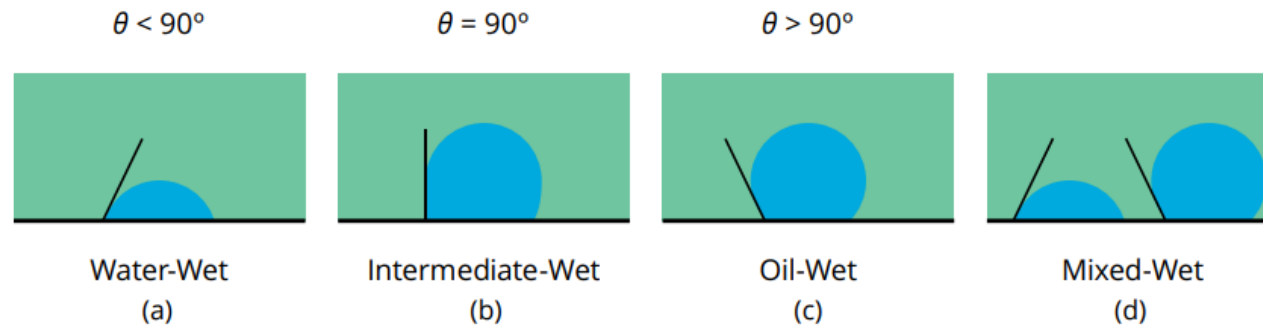 θ < 90º
θ = 90º
θ > 90º
Water-Wet
(a)
Intermediate-Wet
(b)
Oil-Wet
(c)
Mixed-Wet
(d)